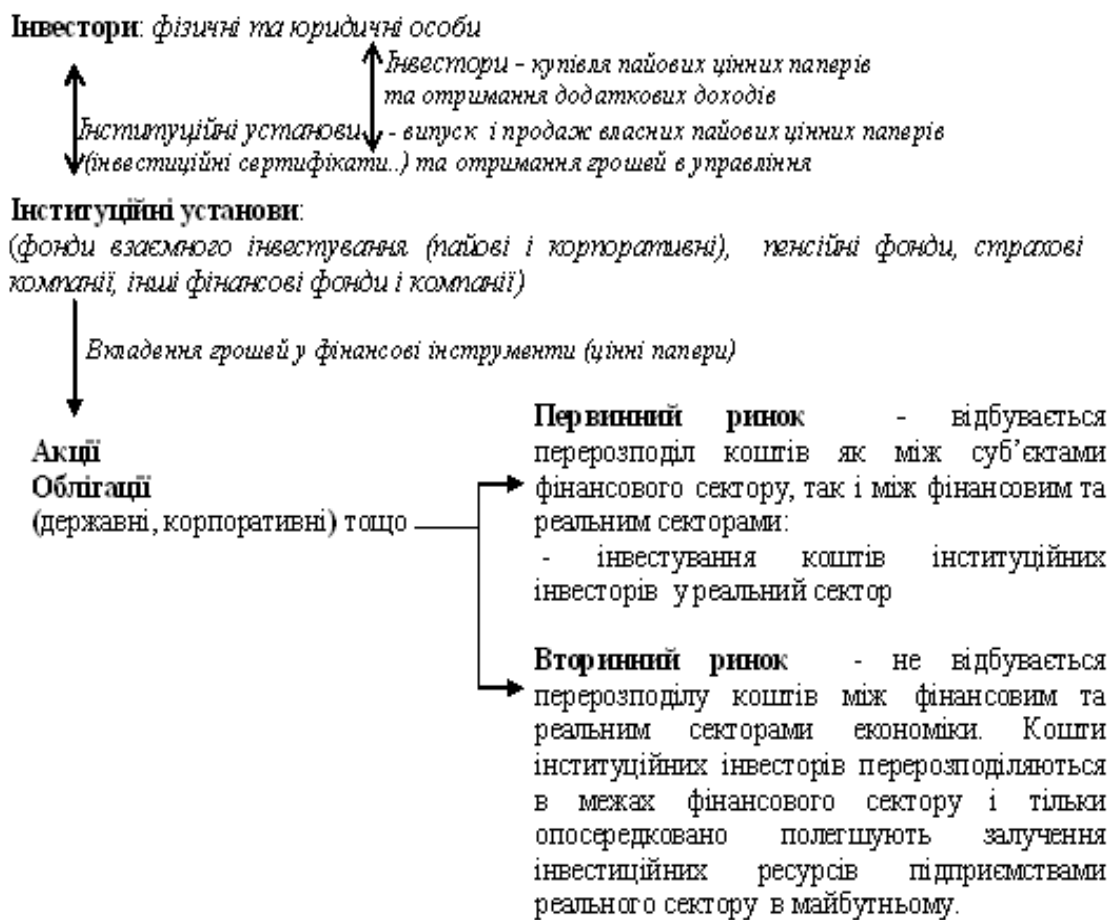 Інвестори: фізичні та юридичні особи
Інвестори - купівля пайових цінних паперів
та отримання додаткових доходів
Інституційні установи - випуск і продаж власних пайових цінних паперів
(інвестиційні сертифікати..) та отримання грошей в управління
Інституційні установи:
(фонди взаємного інвестування (пайові і корпоративні), пенсійні фонди, страхові
компанії, інші фінансові фонди і компанії)
Вкладення грошей у фінансові інструменти (цінні папери)
Акції
Облігації
(державні, корпоративні) тощо
Первинний ринок - відбувається
перерозподіл коштів як між суб’єктами
фінансового сектору, так і між фінансовим та
реальним секторами:
- інвестування коштів інституційних
інвесторів у реальний сектор
Вторинний ринок - не відбувається
перерозподілу коштів між фінансовим та
реальним секторами економіки. Кошти
інституційних інвесторів перерозподіляються
в межах фінансового сектору і тільки
опосередковано полегшують залучення
інвестиційних ресурсів підприємствами
реального сектору в майбутньому.